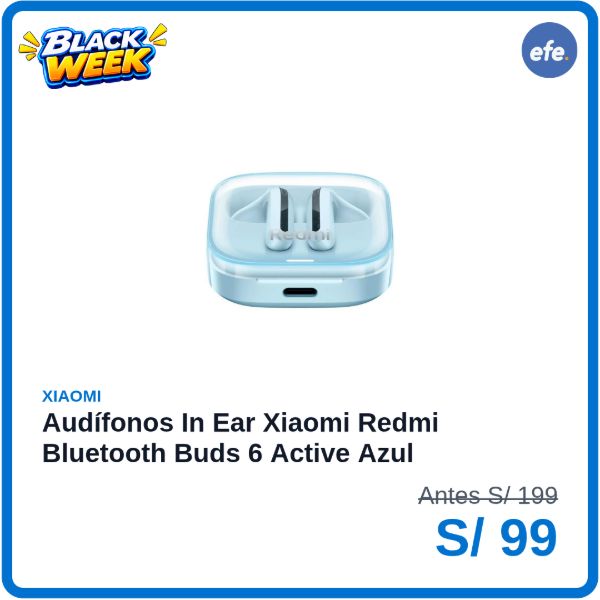 BLACK
WEEK
efe.
Redmi
XIAOMI
Audífonos In Ear Xiaomi Redmi
Bluetooth Buds 6 Active Azul
Antes S/ 199
S/ 99